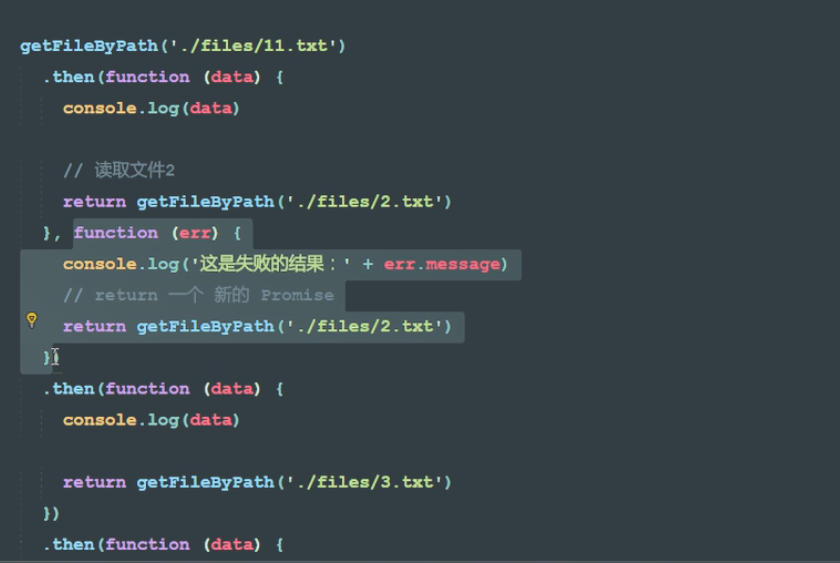 getFileByPath('./files/11.txt')
.then(function (data) {
console.log(data)
// 读取文件2
return getFileByPath('./files/2.txt')
}, function (err) {
console.log('这是失败的结果：' + err.message)
// return 一个 新的 Promise
return getFileByPath('./files/2.txt')
})
.then(function (data) {
console.log(data)
return getFileByPath('./files/3.txt')
})
.then(function (data) {